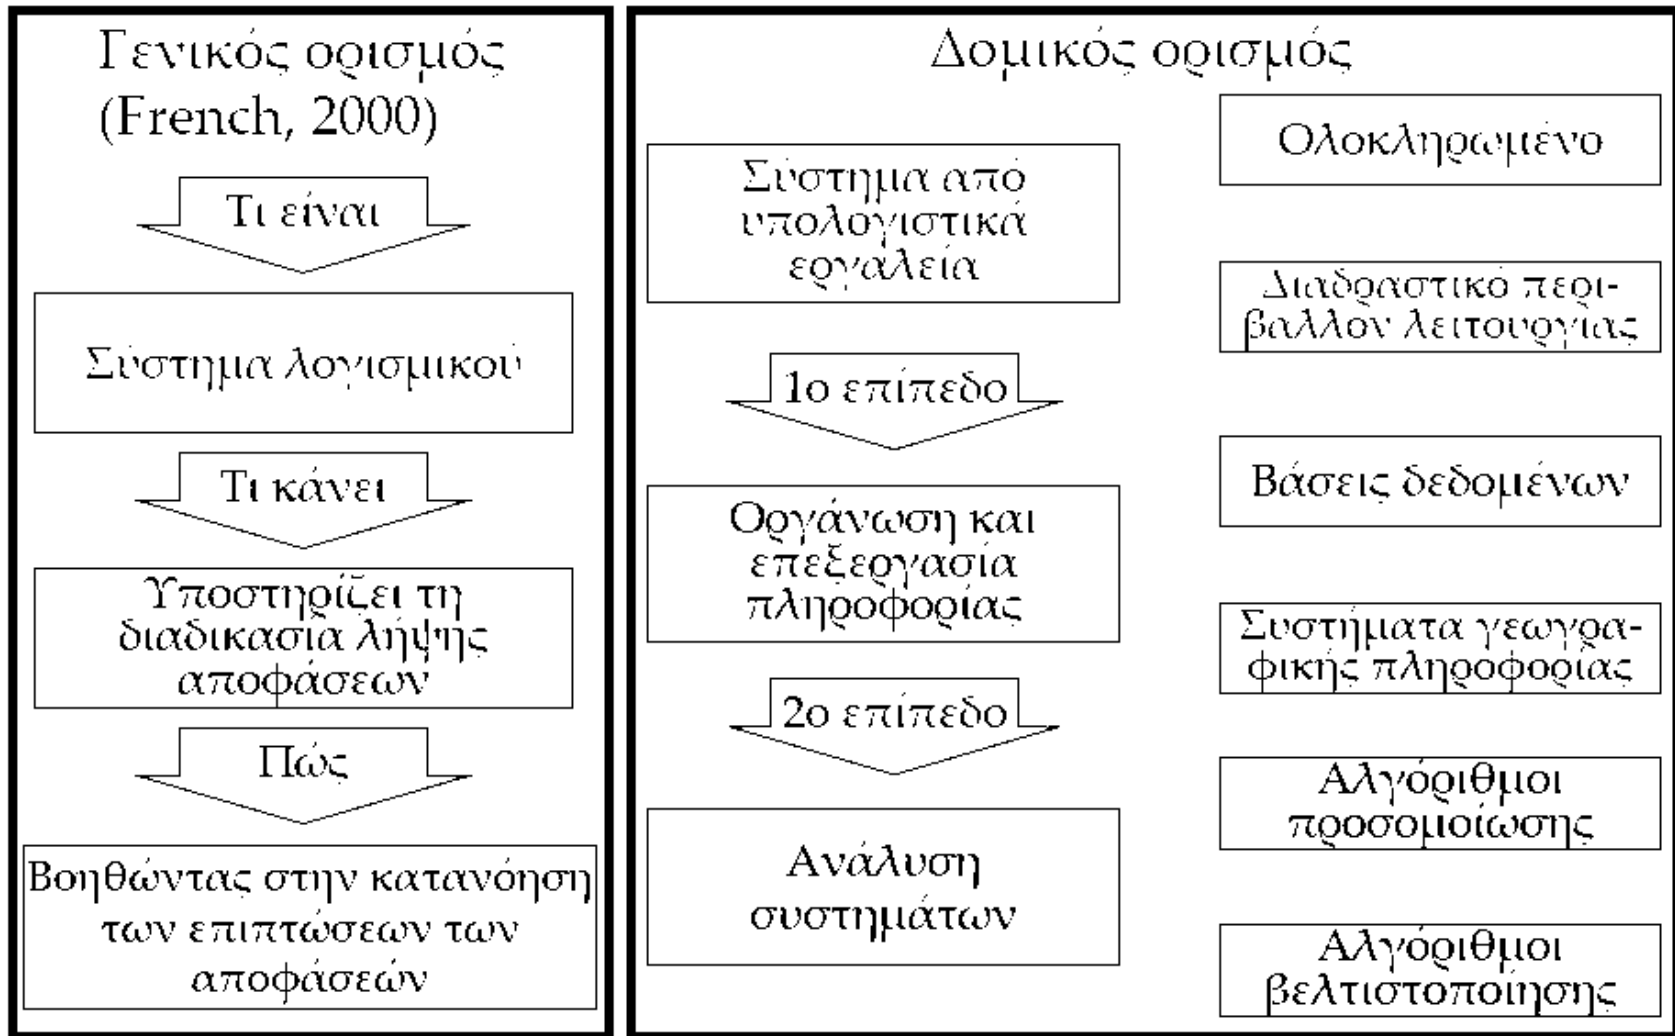 Γενικός ορισμός
(French, 2000)
Τι είναι
Σύστημα λογισμικού
Τι κάνει
Υποστηρίζει τη
διαδικασία λήψης
αποφάσεων
Πώς
Βοηθώντας στην κατανόηση
των επιπτώσεων των
αποφάσεών
Δομικός ορισμός
Σύστημα από
υπολογιστικά
εργαλεία
1ο επίπεδο
Οργάνωση και
επεξεργασία
πληροφορίας
2ο επίπεδο
Ανάλυση
συστημάτων
Ολοκληρωμένο
Διαδραστικό περι-
βαλλον λειτουργίας
Βάσεις δεδομένων
Συστήματα γεωγρα-
φικής πληροφορίας
Αλγόριθμοι
προσομοίωσης
Αλγόριθμοι
βελτιστοποίησης